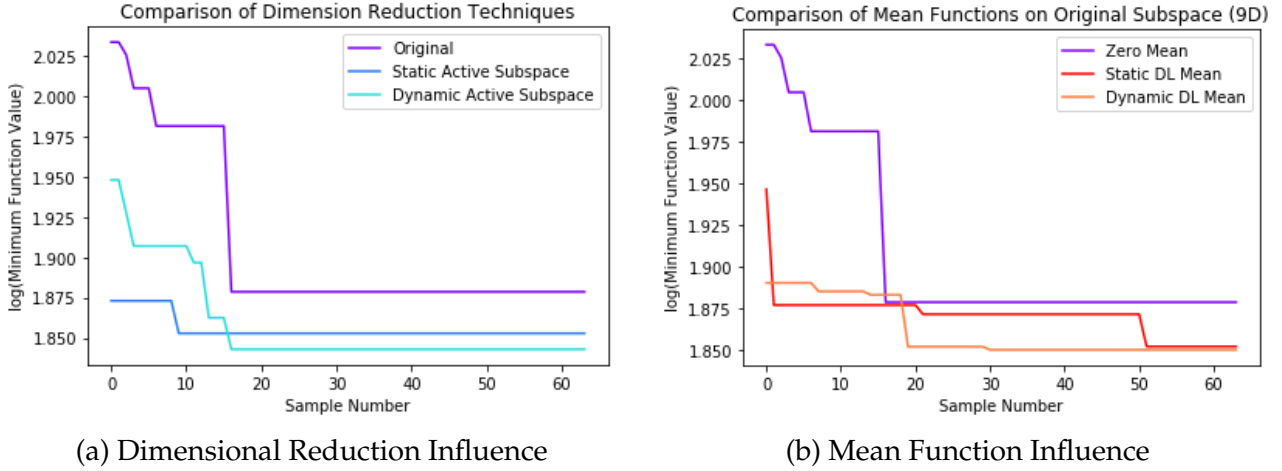 Comparison of Dimension Reduction Techniques
log(Minimum Function Value)
2.025
2.000
1.975
1.950
1.925
1.900
1.875
1.850
Original
Static Active Subspace
Dynamic Active Subspace
0
10
20
30
40
50
60
Sample Number
(a) Dimensional Reduction Influence
Comparison of Mean Functions on Original Subspace (9D)
log(Minimum Function Value)
2.025
2.000
1.975
1.950
1.925
1.900
1.875
1.850
Zero Mean
Static DL Mean
Dynamic DL Mean
0
10
20
30
40
50
60
Sample Number
(b) Mean Function Influence